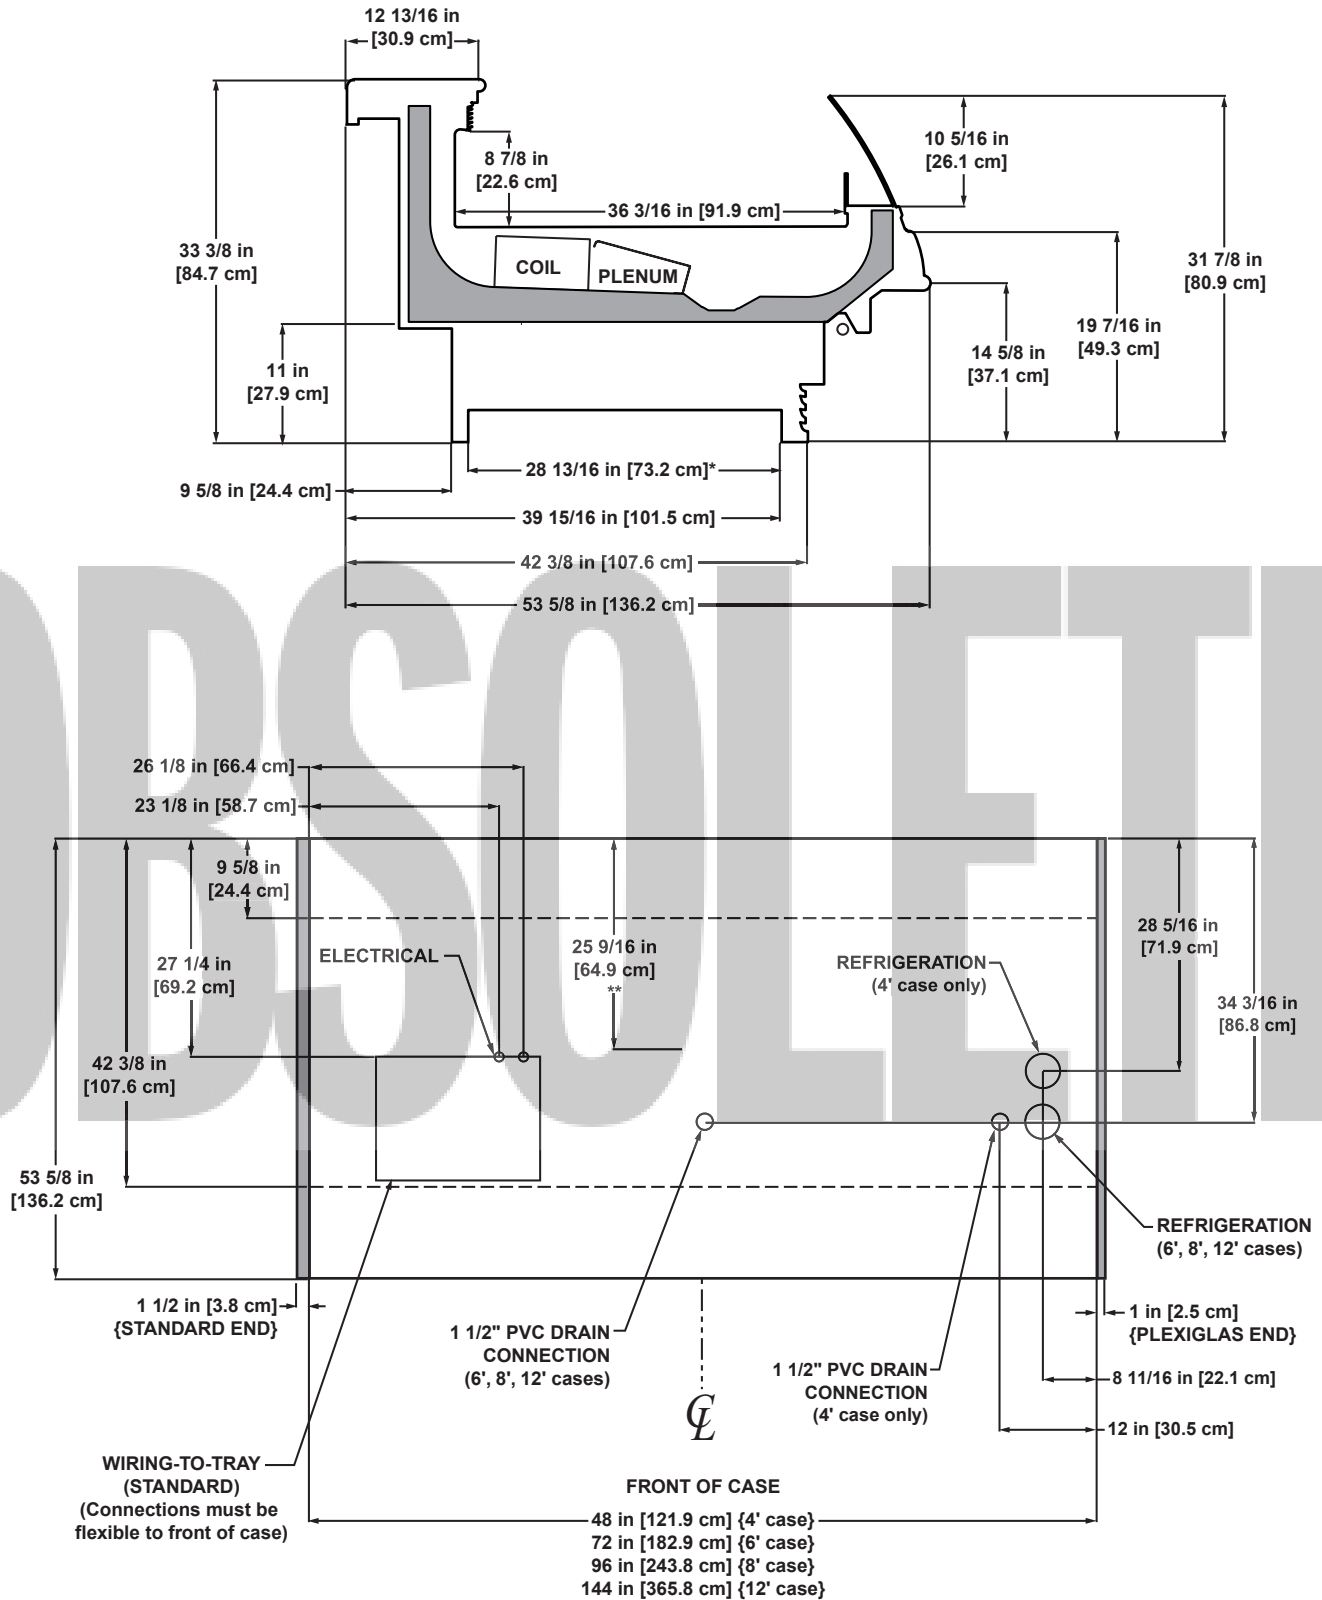 12 13/16 in
[30.9 cm]
8 7/8 in
[22.6 cm]
10 5/16 in
[26.1 cm]
36 3/16 in [91.9 cm]
33 3/8 in
[84.7 cm]
COIL
PLENUM
31 7/8 in
[80.9 cm]
19 7/16 in
[49.3 cm]
14 5/8 in
[37.1 cm]
11 in
[27.9 cm]
28 13/16 in [73.2 cm]*
9 5/8 in [24.4 cm]
39 15/16 in [101.5 cm]
42 3/8 in [107.6 cm]
53 5/8 in [136.2 cm]
OBSOLETE
26 1/8 in [66.4 cm]
23 1/8 in [58.7 cm]
9 5/8 in
[24.4 cm]
27 1/4 in
[69.2 cm]
ELECTRICAL
25 9/16 in
[64.9 cm]
**
REFRIGERATION
(4' case only)
28 5/16 in
[71.9 cm]
34 3/16 in
[86.8 cm]
42 3/8 in
[107.6 cm]
53 5/8 in
[136.2 cm]
REFRIGERATION
(6', 8', 12' cases)
1 1/2 in [3.8 cm]
{STANDARD END}
1 1/2" PVC DRAIN
CONNECTION
(6', 8', 12' cases)
1 in [2.5 cm]
{PLEXIGLAS END}
1 1/2" PVC DRAIN
CONNECTION
(4' case only)
8 11/16 in [22.1 cm]
CL
12 in [30.5 cm]
WIRING-TO-TRAY
(STANDARD)
(Connections must be
flexible to front of case)
FRONT OF CASE
48 in [121.9 cm] {4' case}
72 in [182.9 cm] {6' case}
96 in [243.8 cm] {8' case}
144 in [365.8 cm] {12' case}